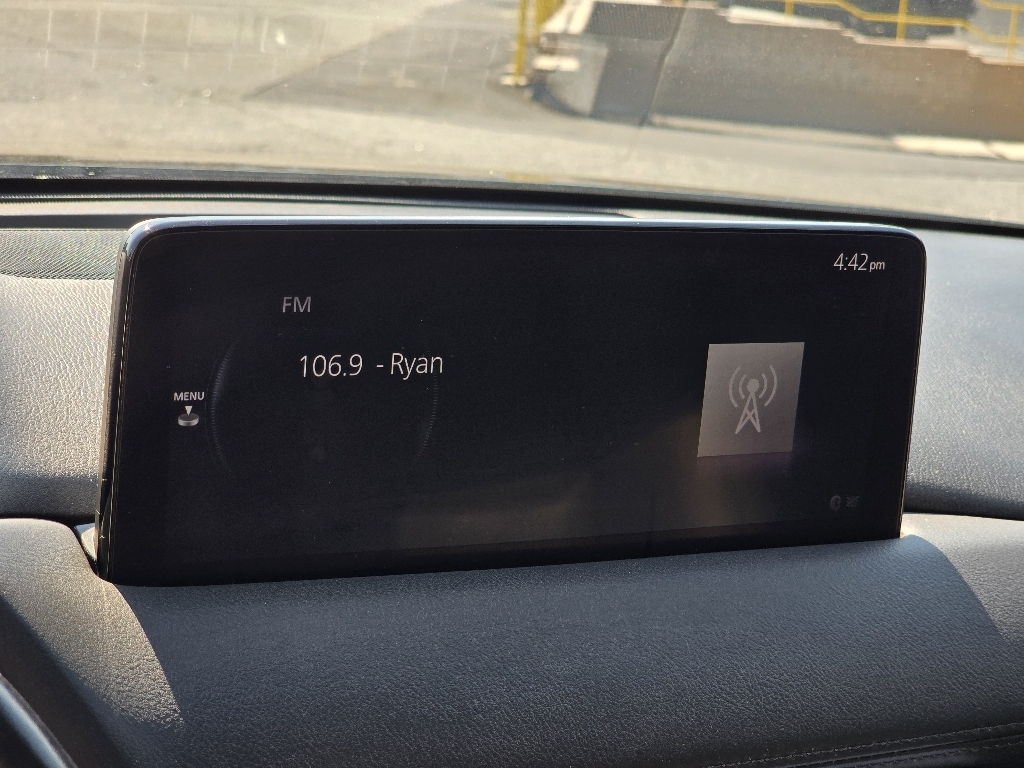 4:42pm
FM
106.9 - Ryan
MENU